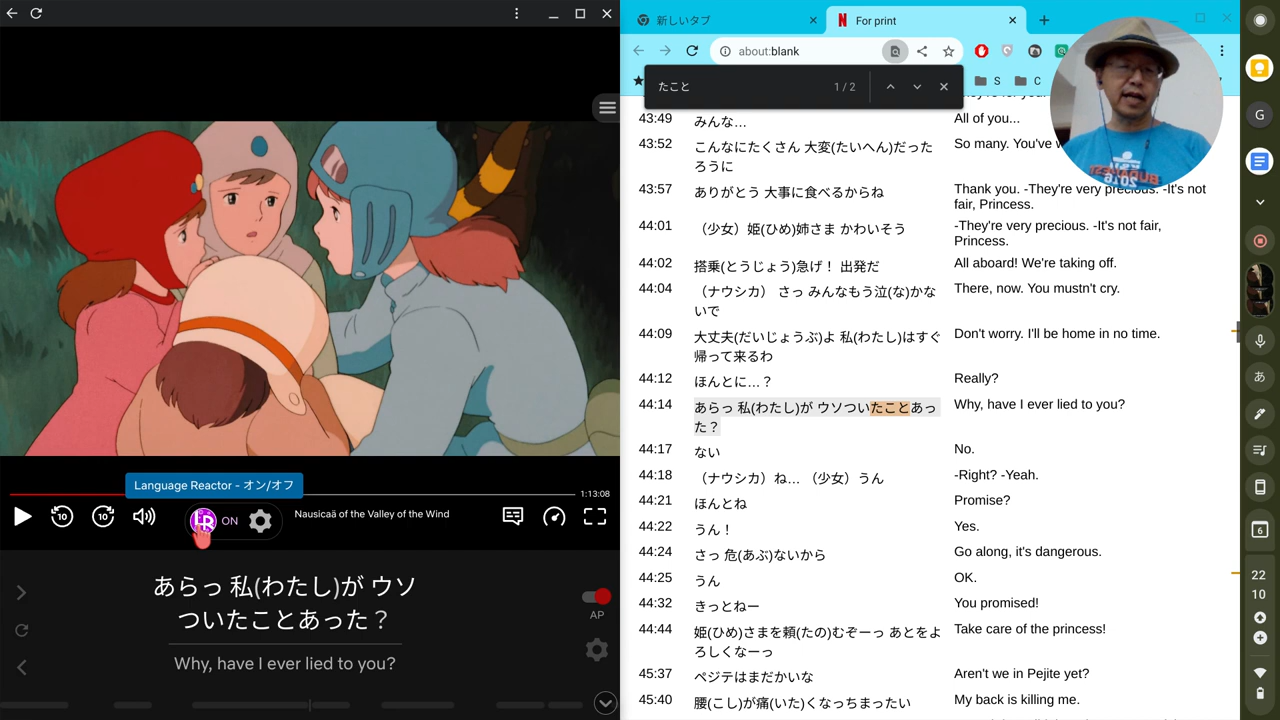 新しいタブ
For print
about:blank
S
C
たこと
1 / 2
43:49
みんな…
All of you...
43:52
こんなにたくさん 大変(たいへん)だった
ろうに
So many. You've
43:57
ありがとう 大事に食べるからね
Thank you. -They're very precious. -It's not
fair, Princess.
44:01
（少女）姫(ひめ)姉さま かわいそう
-They're very precious. -It's not fair,
Princess.
44:02
搭乗(とうじょう)急げ！ 出発だ
All aboard! We're taking off.
44:04
（ナウシカ） さっ みんなもう泣(な)かな
いで
There, now. You mustn't cry.
44:09
大丈夫(だいじょうぶ)よ 私(わたし)はすぐ
帰って来るわ
Don't worry. I'll be home in no time.
44:12
ほんとに…？
Really?
44:14
あらっ 私(わたし)が ウソついたことあっ
た？
Why, have I ever lied to you?
44:17
ない
No.
44:18
（ナウシカ）ね… （少女）うん
-Right? -Yeah.
44:21
ほんとね
Promise?
44:22
うん！
Yes.
44:24
さっ 危(あぶ)ないから
Go along, it's dangerous.
44:25
うん
OK.
44:32
きっとねー
You promised!
44:44
姫(ひめ)さまを頼(たの)むぞーっ あとをよ
ろしくなーっ
Take care of the princess!
45:37
ペジテはまだかいな
Aren't we in Pejite yet?
45:40
腰(こし)が痛(いた)くなっちまったい
My back is killing me.
Language Reactor - オン/オフ
1:13:08
10
10
LR
ON
Nausicaä of the Valley of the Wind
あらっ 私(わたし)が ウソ
ついたことあった？
Why, have I ever lied to you?
AP
G
あ
6
22
10